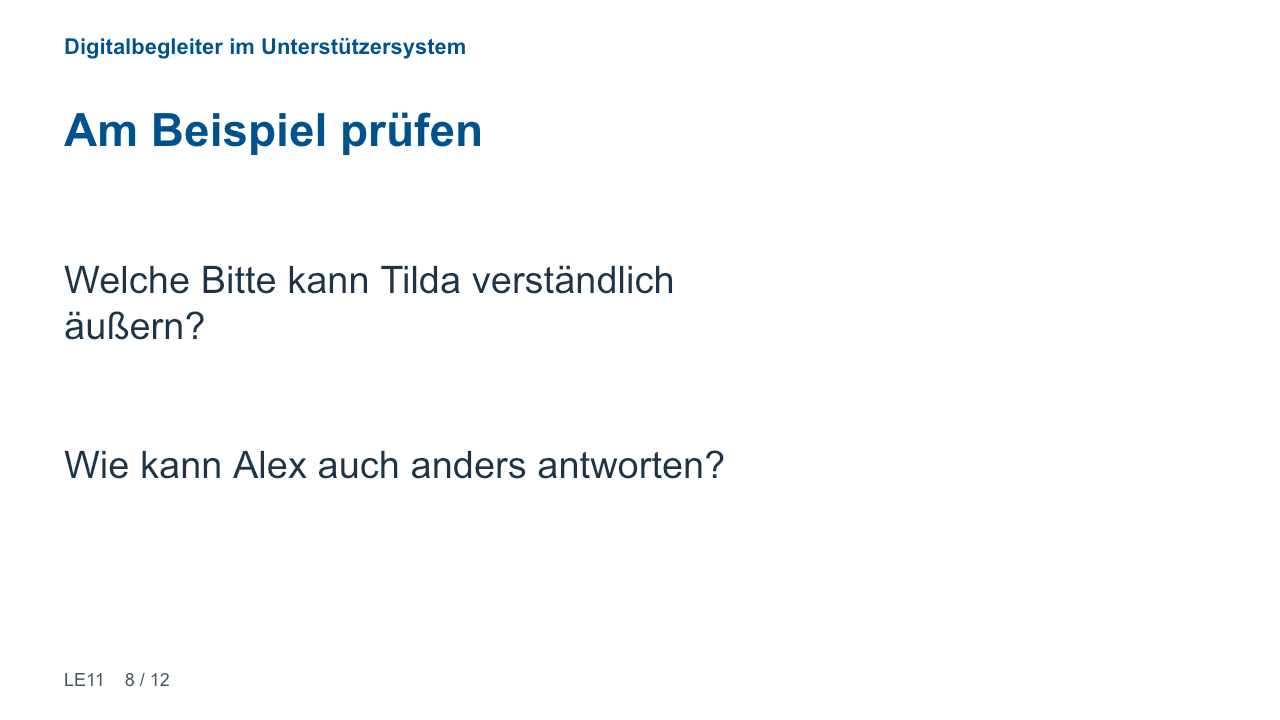 Digitalbegleiter im Unterstützersystem
Am Beispiel prüfen
Welche Bitte kann Tilda verständlich
äußern?
Wie kann Alex auch anders antworten?
LE11 8 / 12